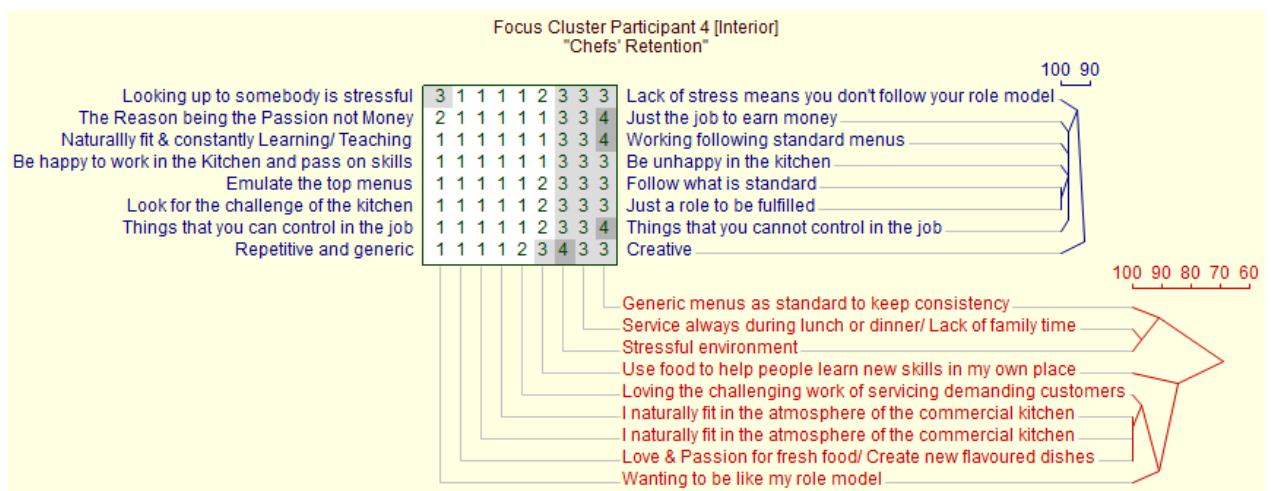 Focus Cluster Participant 4 [Interior]
"Chefs' Retention"
100 90
Looking up to somebody is stressful 3 1 1 1 1 2 3 3 3 Lack of stress means you don't follow your role model
The Reason being the Passion not Money 2 1 1 1 1 1 3 3 4 Just the job to earn money
Naturallly fit & constantly Learning/ Teaching 1 1 1 1 1 1 3 3 4 Working following standard menus
Be happy to work in the Kitchen and pass on skills 1 1 1 1 1 1 3 3 3 Be unhappy in the kitchen
Emulate the top menus 1 1 1 1 1 2 3 3 3 Follow what is standard
Look for the challenge of the kitchen 1 1 1 1 1 2 3 3 3 Just a role to be fulfilled
Things that you can control in the job 1 1 1 1 1 2 3 3 4 Things that you cannot control in the job
Repetitive and generic 1 1 1 1 2 3 4 3 3 Creative
100 90 80 70 60
Generic menus as standard to keep consistency
Service always during lunch or dinner/ Lack of family time
Stressful environment
Use food to help people learn new skills in my own place
Loving the challenging work of servicing demanding customers
I naturally fit in the atmosphere of the commercial kitchen
I naturally fit in the atmosphere of the commercial kitchen
Love & Passion for fresh food/ Create new flavoured dishes
Wanting to be like my role model